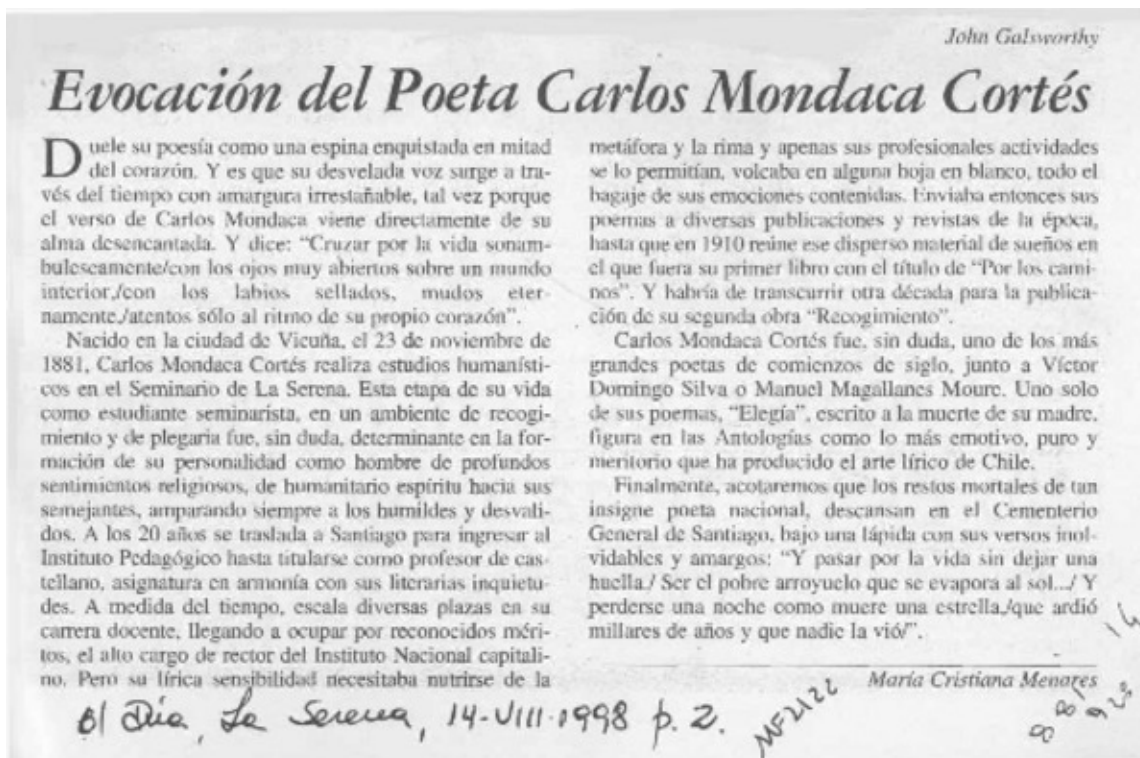 John Galsworthy
Evocación del Poeta Carlos Mondaca Cortés
Duele su poesía como una espina enquistada en mitad
del corazón. Y es que su desvelada voz surge a tra-
vés del tiempo con amargura irrestañable, tal vez porque
el verso de Carlos Mondaca viene directamente de su
alma desencantada. Y dice: “Cruzar por la vida sonam-
bulescamente/con los ojos muy abiertos sobre un mundo
interior,/con los labios sellados, mudos eter-
namente,/atentos sólo al ritmo de su propio corazón”.
Nacido en la ciudad de Vicuña, el 23 de noviembre de
1881, Carlos Mondaca Cortés realiza estudios humanísti-
cos en el Seminario de La Serena. Esta etapa de su vida
como estudiante seminarista, en un ambiente de recogi-
miento y de plegaria fue, sin duda, determinante en la for-
mación de su personalidad como hombre de profundos
sentimientos religiosos, de humanitario espíritu hacia sus
semejantes, amparando siempre a los humildes y desvali-
dos. A los 20 años se traslada a Santiago para ingresar al
Instituto Pedagógico hasta titularse como profesor de cas-
tellano, asignatura en armonía con sus literarias inquietu-
des. A medida del tiempo, escala diversas plazas en su
carrera docente, llegando a ocupar por reconocidos méri-
tos, el alto cargo de rector del Instituto Nacional capitali-
no. Pero su lírica sensibilidad necesitaba nutrirse de la
metáfora y la rima y apenas sus profesionales actividades
se lo permitían, volcaba en alguna hoja en blanco, todo el
bagaje de sus emociones contenidas. Enviaba entonces sus
poemas a diversas publicaciones y revistas de la época,
hasta que en 1910 reúne ese disperso material de sueños en
el que fuera su primer libro con el título de “Por los cami-
nos”. Y habría de transcurrir otra década para la publica-
ción de su segunda obra “Recogimiento”.
Carlos Mondaca Cortés fue, sin duda, uno de los más
grandes poetas de comienzos de siglo, junto a Víctor
Domingo Silva o Manuel Magallanes Moure. Uno solo
de sus poemas, “Elegía”, escrito a la muerte de su madre,
figura en las Antologías como lo más emotivo, puro y
meritorio que ha producido el arte lírico de Chile.
Finalmente, acotaremos que los restos mortales de tan
insigne poeta nacional, descansan en el Cementerio
General de Santiago, bajo una lápida con sus versos inol-
vidables y amargos: “Y pasar por la vida sin dejar una
huella./ Ser el pobre arroyuelo que se evapora al sol.../ Y
perderse una noche como muere una estrella,/que ardió
millares de años y que nadie la vió/”.
María Cristiana Menares
El Día, La Serena, 14-VIII-1998 p. 2.